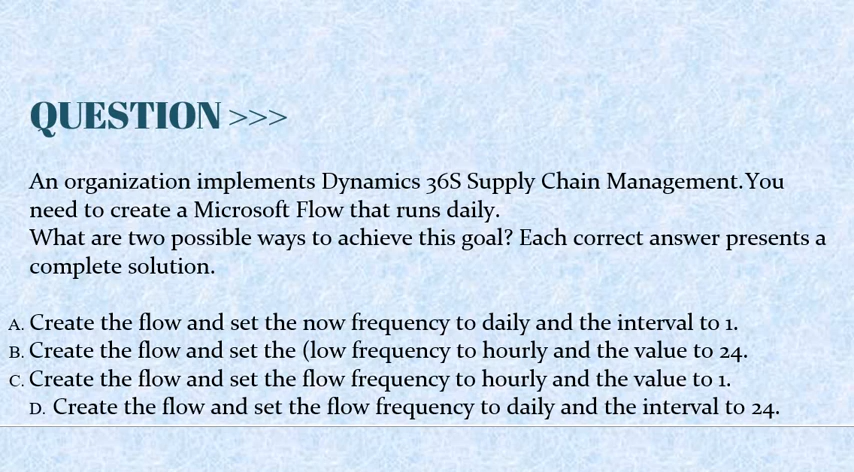 QUESTION >>>
An organization implements Dynamics 36S Supply Chain Management.You
need to create a Microsoft Flow that runs daily.
What are two possible ways to achieve this goal? Each correct answer presents a
complete solution.
A. Create the flow and set the now frequency to daily and the interval to 1.
B. Create the flow and set the (low frequency to hourly and the value to 24.
C. Create the flow and set the flow frequency to hourly and the value to 1.
D. Create the flow and set the flow frequency to daily and the interval to 24.